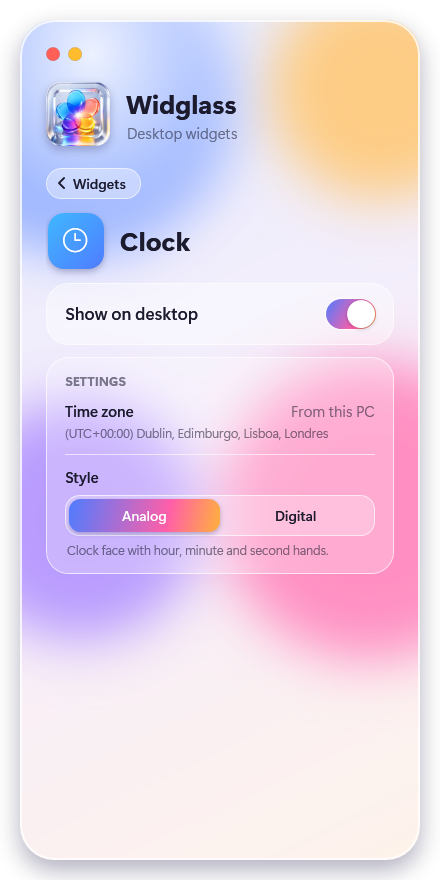 Widglass
Desktop widgets
Widgets
Clock
Show on desktop
SETTINGS
Time zone From this PC
(UTC+00:00) Dublín, Edimburgo, Lisboa, Londres
Style
Analog Digital
Clock face with hour, minute and second hands.